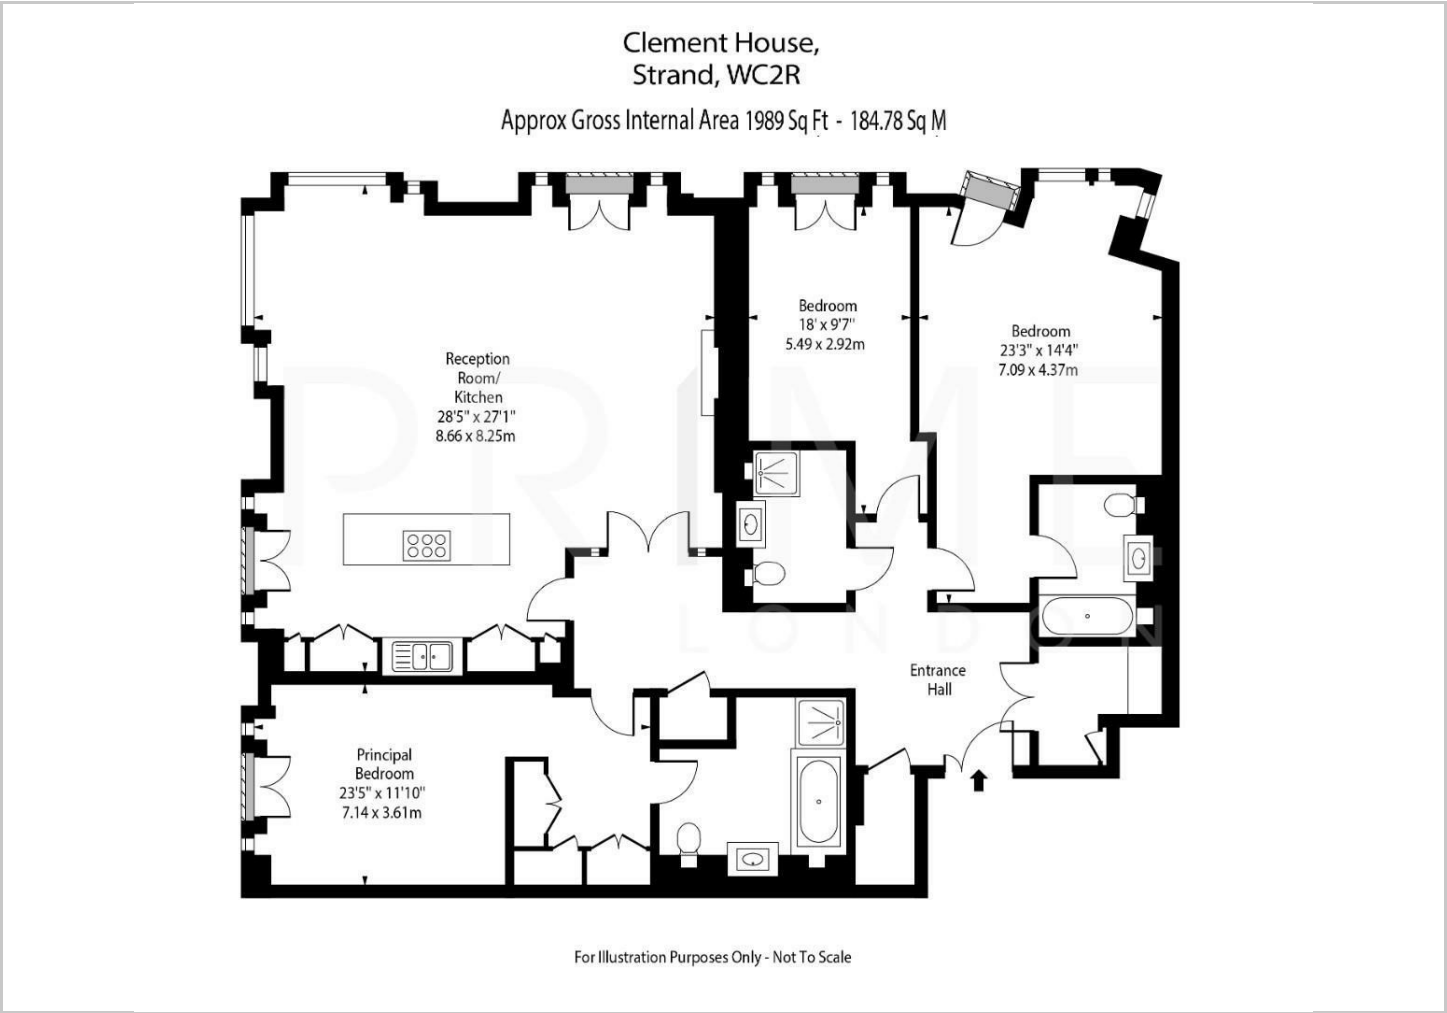 Clement House,
Strand, WC2R
Approx Gross Internal Area 1989 Sq Ft - 184.78 Sq M
Bedroom
18' x 9'7"
5.49 x 2.92m
Bedroom
23'3" x 14'4"
7.09 x 4.37m
Reception
Room/
Kitchen
28'5" x 27'1"
8.66 x 8.25m
PRIME
LONDON
Entrance
Hall
Principal
Bedroom
23'5" x 11'10"
7.14 x 3.61m
For Illustration Purposes Only - Not To Scale